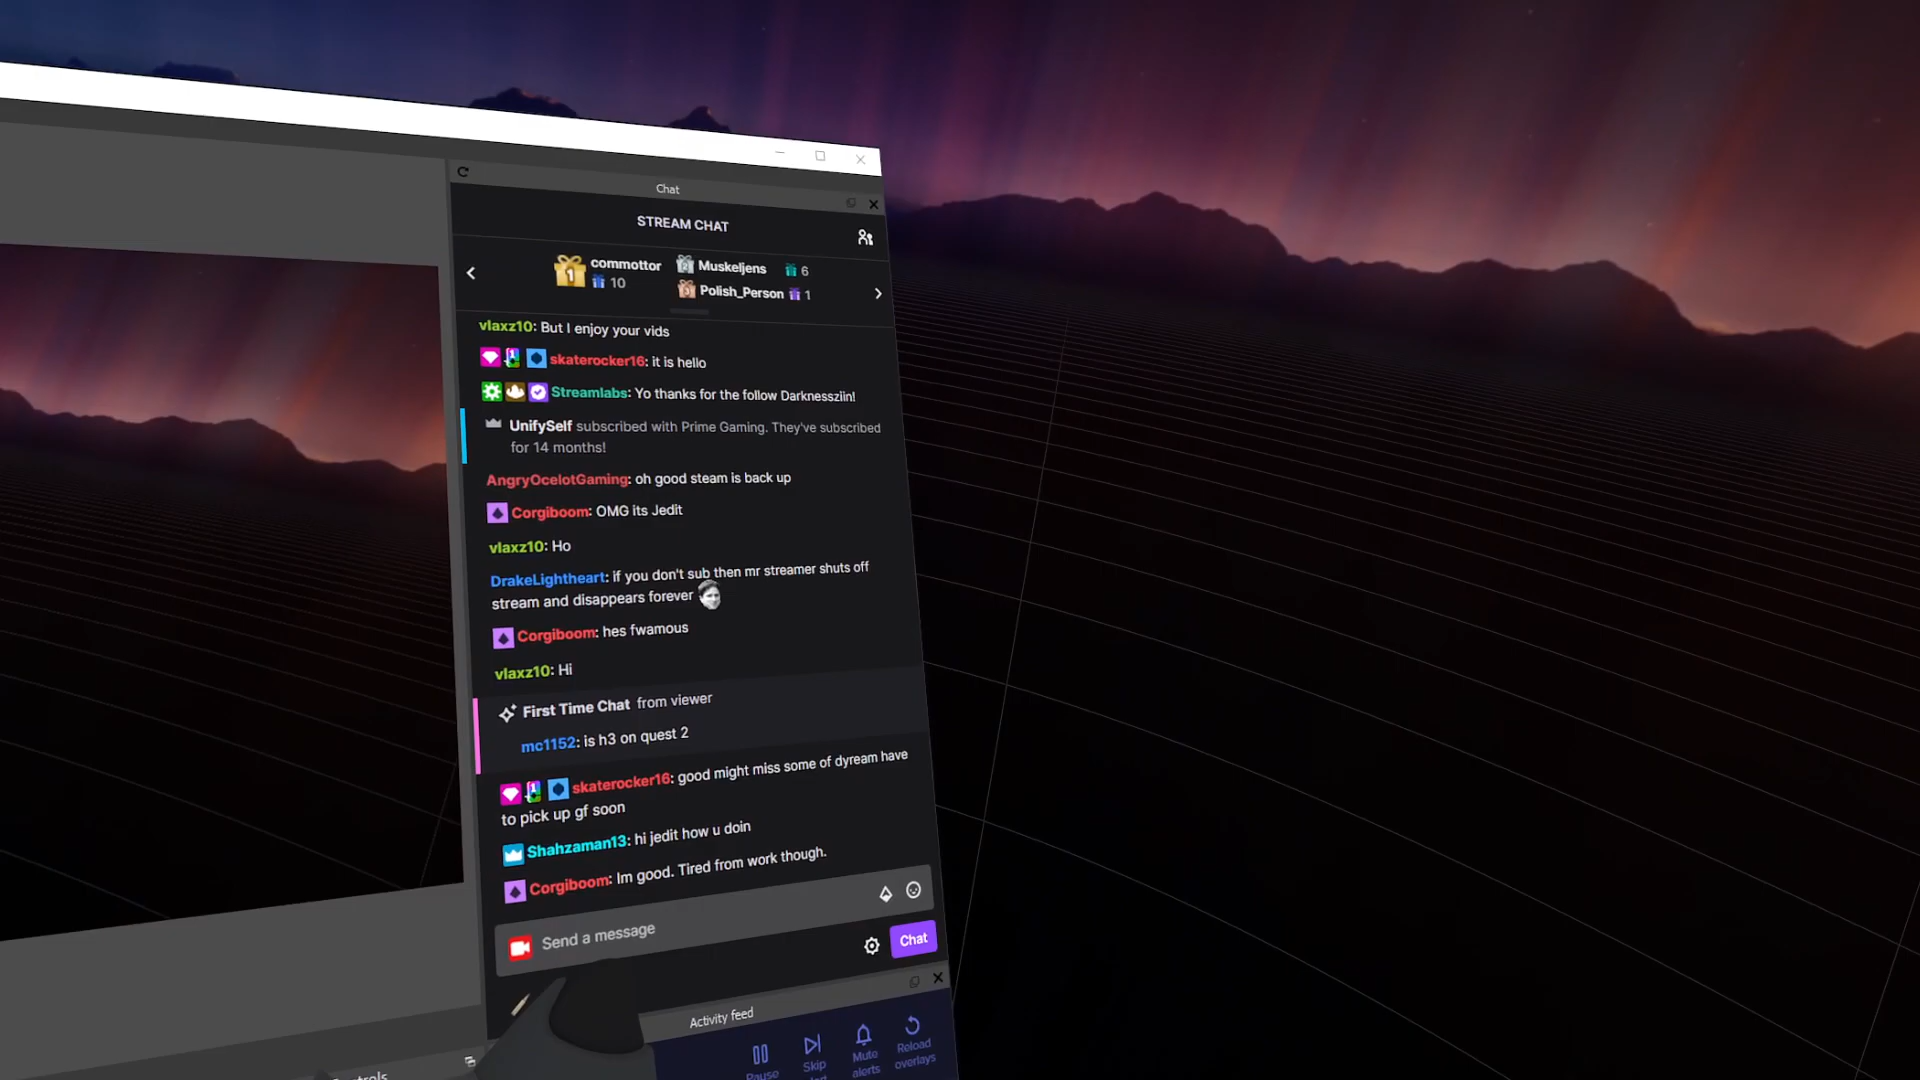 Chat
STREAM CHAT
1 commottor 10
2 Muskeljens 6
3 Polish_Person 1
vlaxz10: But I enjoy your vids
1 skaterocker16: it is hello
Streamlabs: Yo thanks for the follow Darknessziin!
UnifySelf subscribed with Prime Gaming. They've subscribed
for 14 months!
AngryOcelotGaming: oh good steam is back up
Corgiboom: OMG its Jedit
vlaxz10: Ho
DrakeLightheart: if you don't sub then mr streamer shuts off
stream and disappears forever
Corgiboom: hes fwamous
vlaxz10: Hi
First Time Chat from viewer
mc1152: is h3 on quest 2
1 skaterocker16: good might miss some of dyream have
to pick up gf soon
Shahzaman13: hi jedit how u doin
Corgiboom: Im good. Tired from work though.
Send a message
Chat
Activity feed
Pause
Skip
Mute
alerts
Reload
overlays